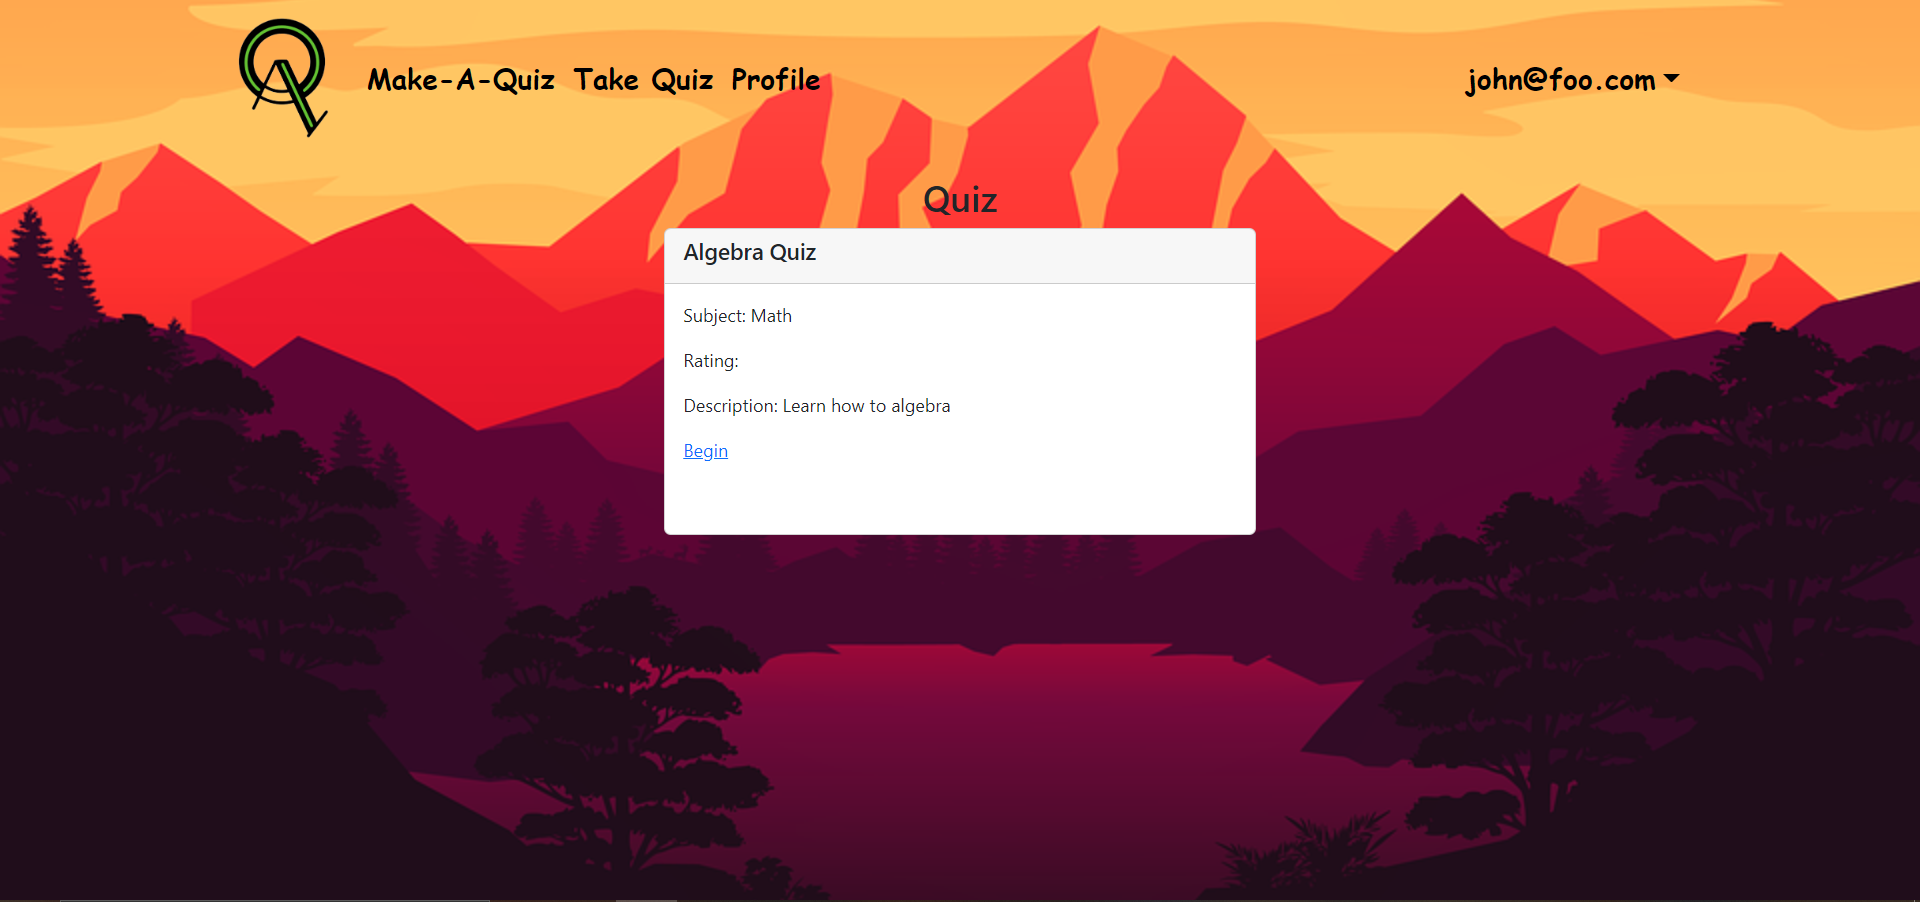 Make-A-Quiz Take Quiz Profile john@foo.com
Quiz
Algebra Quiz
Subject: Math
Rating:
Description: Learn how to algebra
Begin